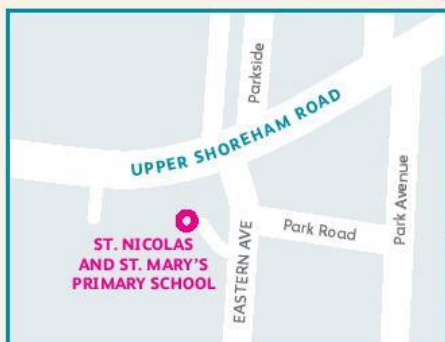 Parkside
UPPER SHOREHAM ROAD
Park Avenue
Park Road
EASTERN AVE
ST. NICOLAS
AND ST. MARY'S
PRIMARY SCHOOL